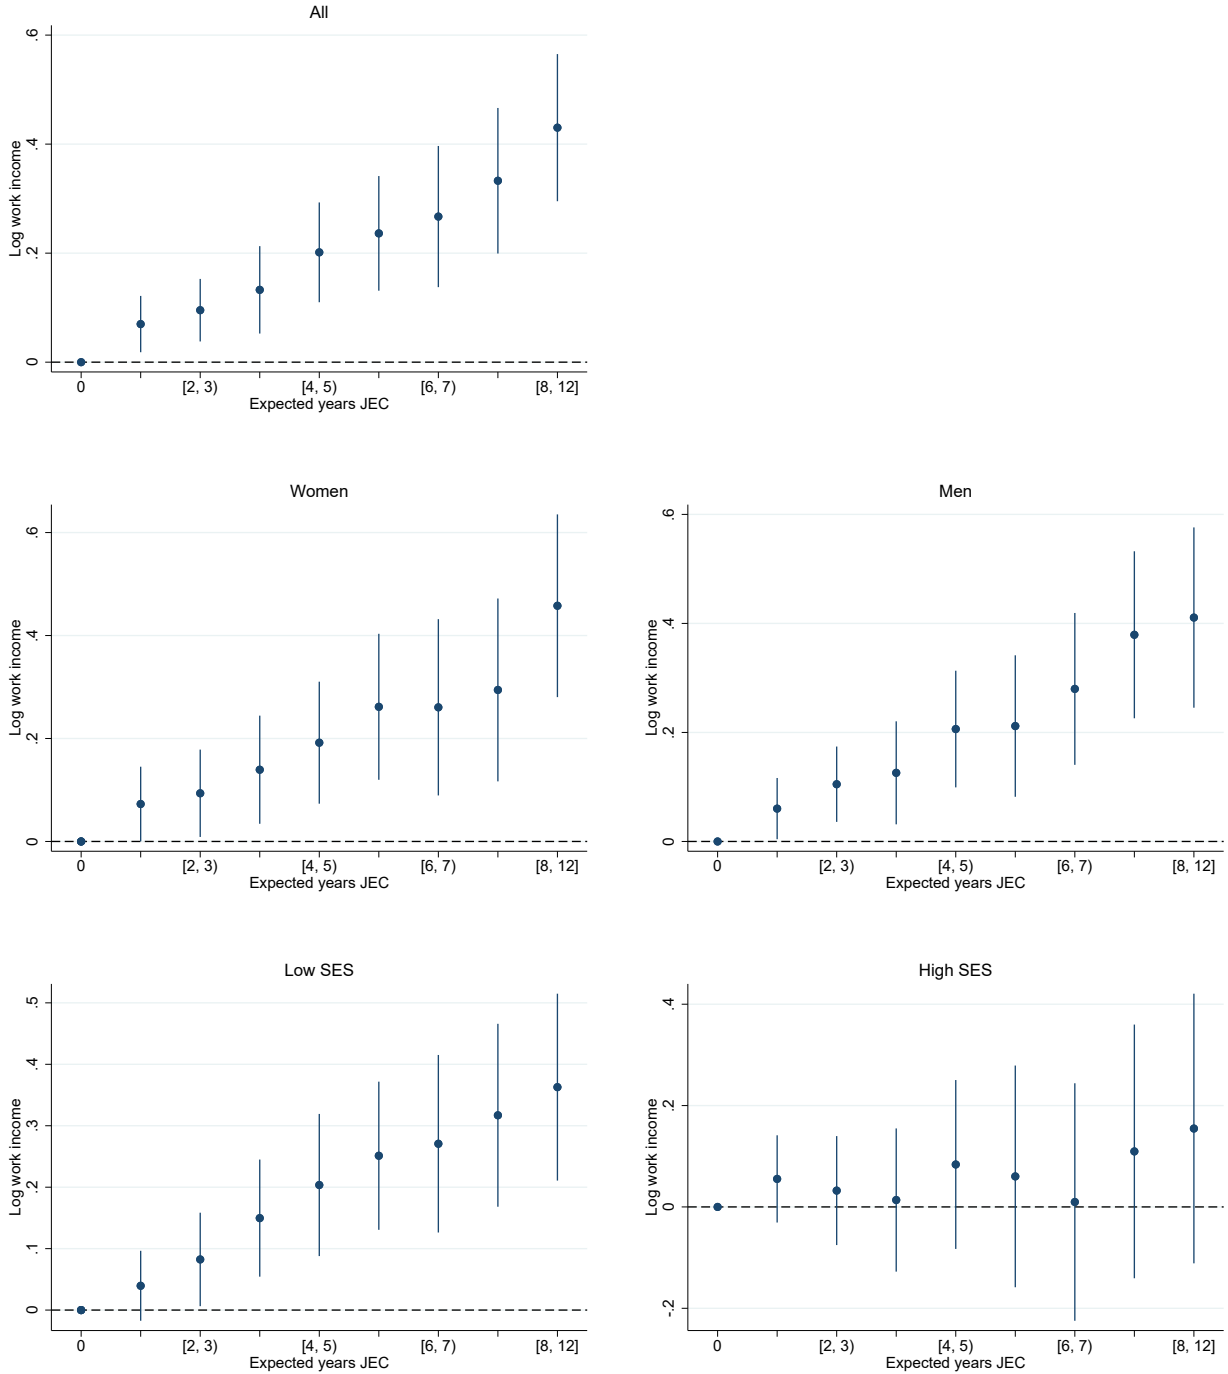 All
Log work income
.6
.4
.2
0
0 [2, 3) [4, 5) [6, 7) [8, 12]
Expected years JEC
Women
Log work income
.6
.4
.2
0
0 [2, 3) [4, 5) [6, 7) [8, 12]
Expected years JEC
Men
Log work income
.6
.4
.2
0
0 [2, 3) [4, 5) [6, 7) [8, 12]
Expected years JEC
Low SES
Log work income
.5
.4
.3
.2
.1
0
0 [2, 3) [4, 5) [6, 7) [8, 12]
Expected years JEC
High SES
Log work income
.4
.2
0
-.2
0 [2, 3) [4, 5) [6, 7) [8, 12]
Expected years JEC